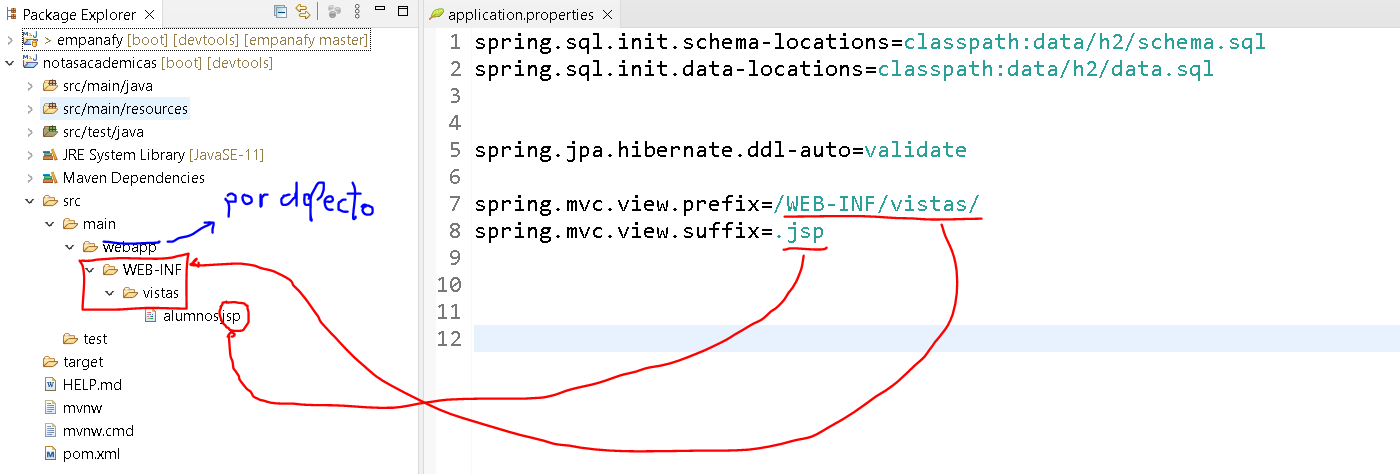 Package Explorer
> empanafy [boot] [devtools] [empanafy master]
notasacademicas [boot] [devtools]
src/main/java
src/main/resources
src/test/java
JRE System Library [JavaSE-11]
Maven Dependencies
src
main
webapp
WEB-INF
vistas
alumnos.jsp
test
target
HELP.md
mvnw
mvnw.cmd
pom.xml
por defecto
application.properties
1 spring.sql.init.schema-locations=classpath:data/h2/schema.sql
2 spring.sql.init.data-locations=classpath:data/h2/data.sql
3
4
5 spring.jpa.hibernate.ddl-auto=validate
6
7 spring.mvc.view.prefix=/WEB-INF/vistas/
8 spring.mvc.view.suffix=.jsp
9
10
11
12